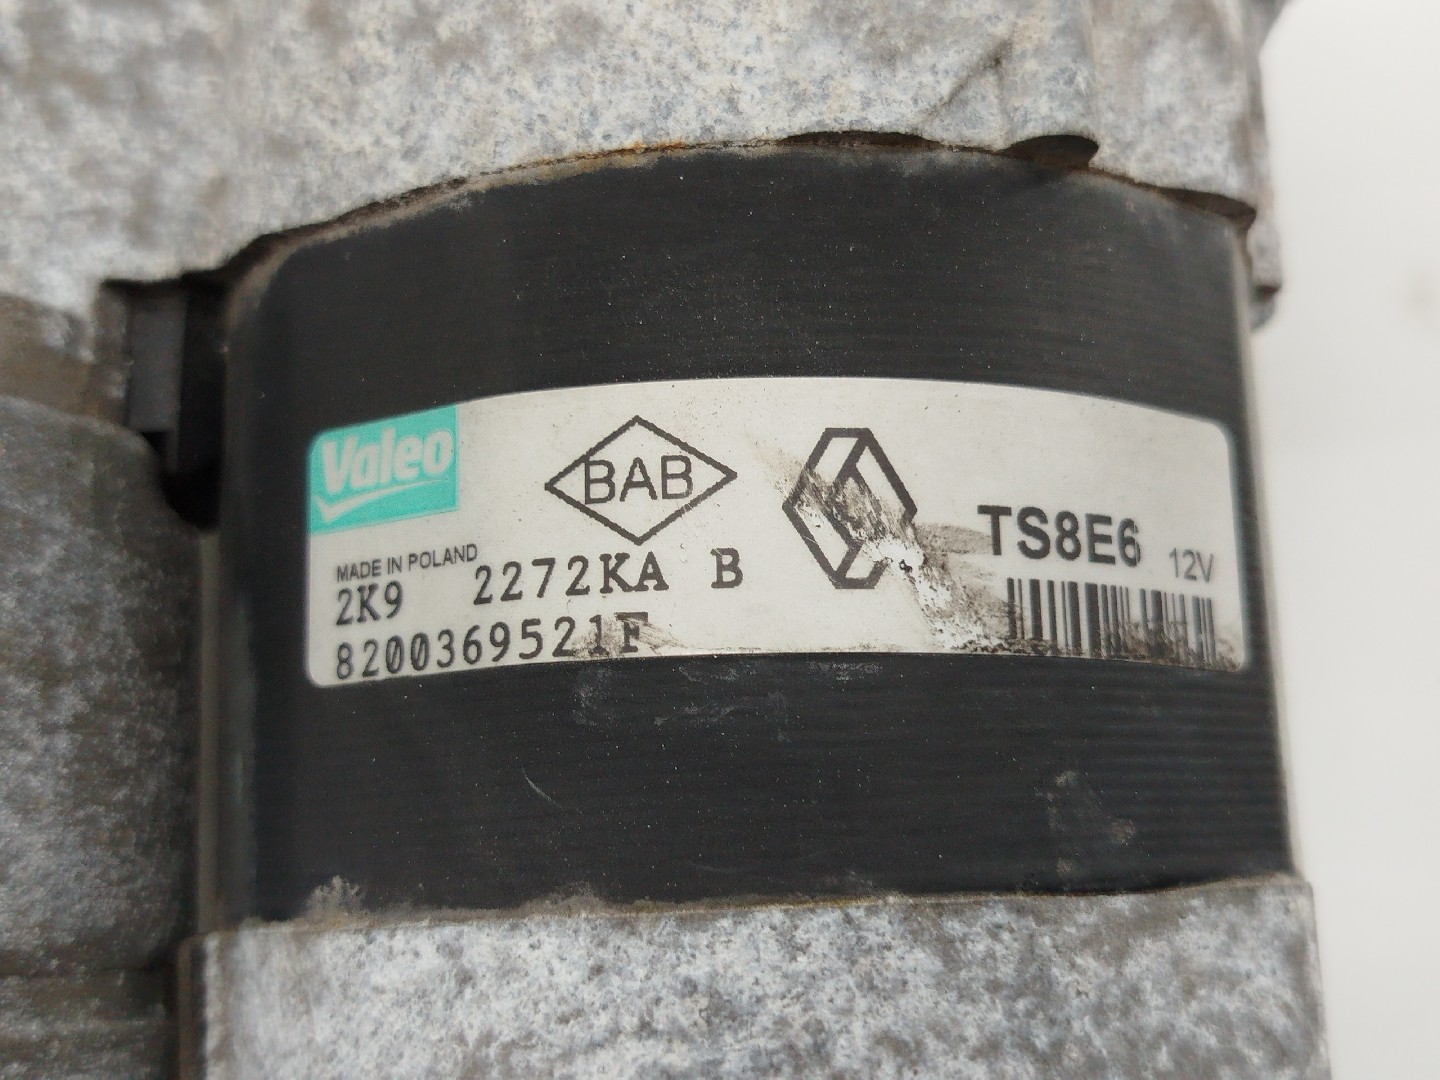 Valeo
BAB
TS8E6 12V
MADE IN POLAND
2K9 2272KA B
8200369521F